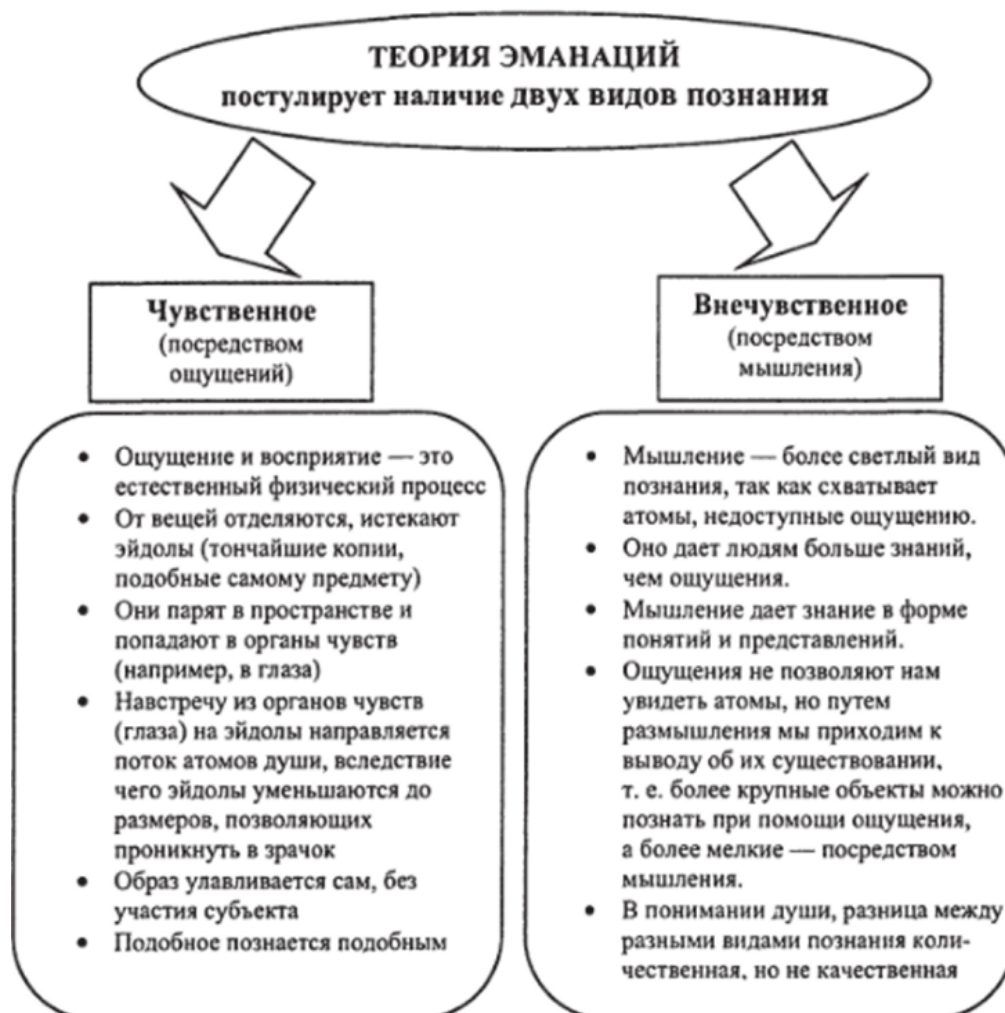 ТЕОРИЯ ЭМАНАЦИЙ
постулирует наличие двух видов познания
Чувственное
(посредством
ощущений)
• Ощущение и восприятие — это
естественный физический процесс
• От вещей отделяются, истекают
эйдолы (тончайшие копии,
подобные самому предмету)
• Они парят в пространстве и
попадают в органы чувств
(например, в глаза)
• Навстречу из органов чувств
(глаза) на эйдолы направляется
поток атомов души, вследствие
чего эйдолы уменьшаются до
размеров, позволяющих
проникнуть в зрачок
• Образ улавливается сам, без
участия субъекта
• Подобное познается подобным
Внечувственное
(посредством
мышления)
• Мышление — более светлый вид
познания, так как схватывает
атомы, недоступные ощущению.
• Оно дает людям больше знаний,
чем ощущения.
• Мышление дает знание в форме
понятий и представлений.
• Ощущения не позволяют нам
увидеть атомы, но путем
размышления мы приходим к
выводу об их существовании,
т. е. более крупные объекты можно
познать при помощи ощущения,
а более мелкие — посредством
мышления.
• В понимании души, разница между
разными видами познания коли-
чественная, но не качественная